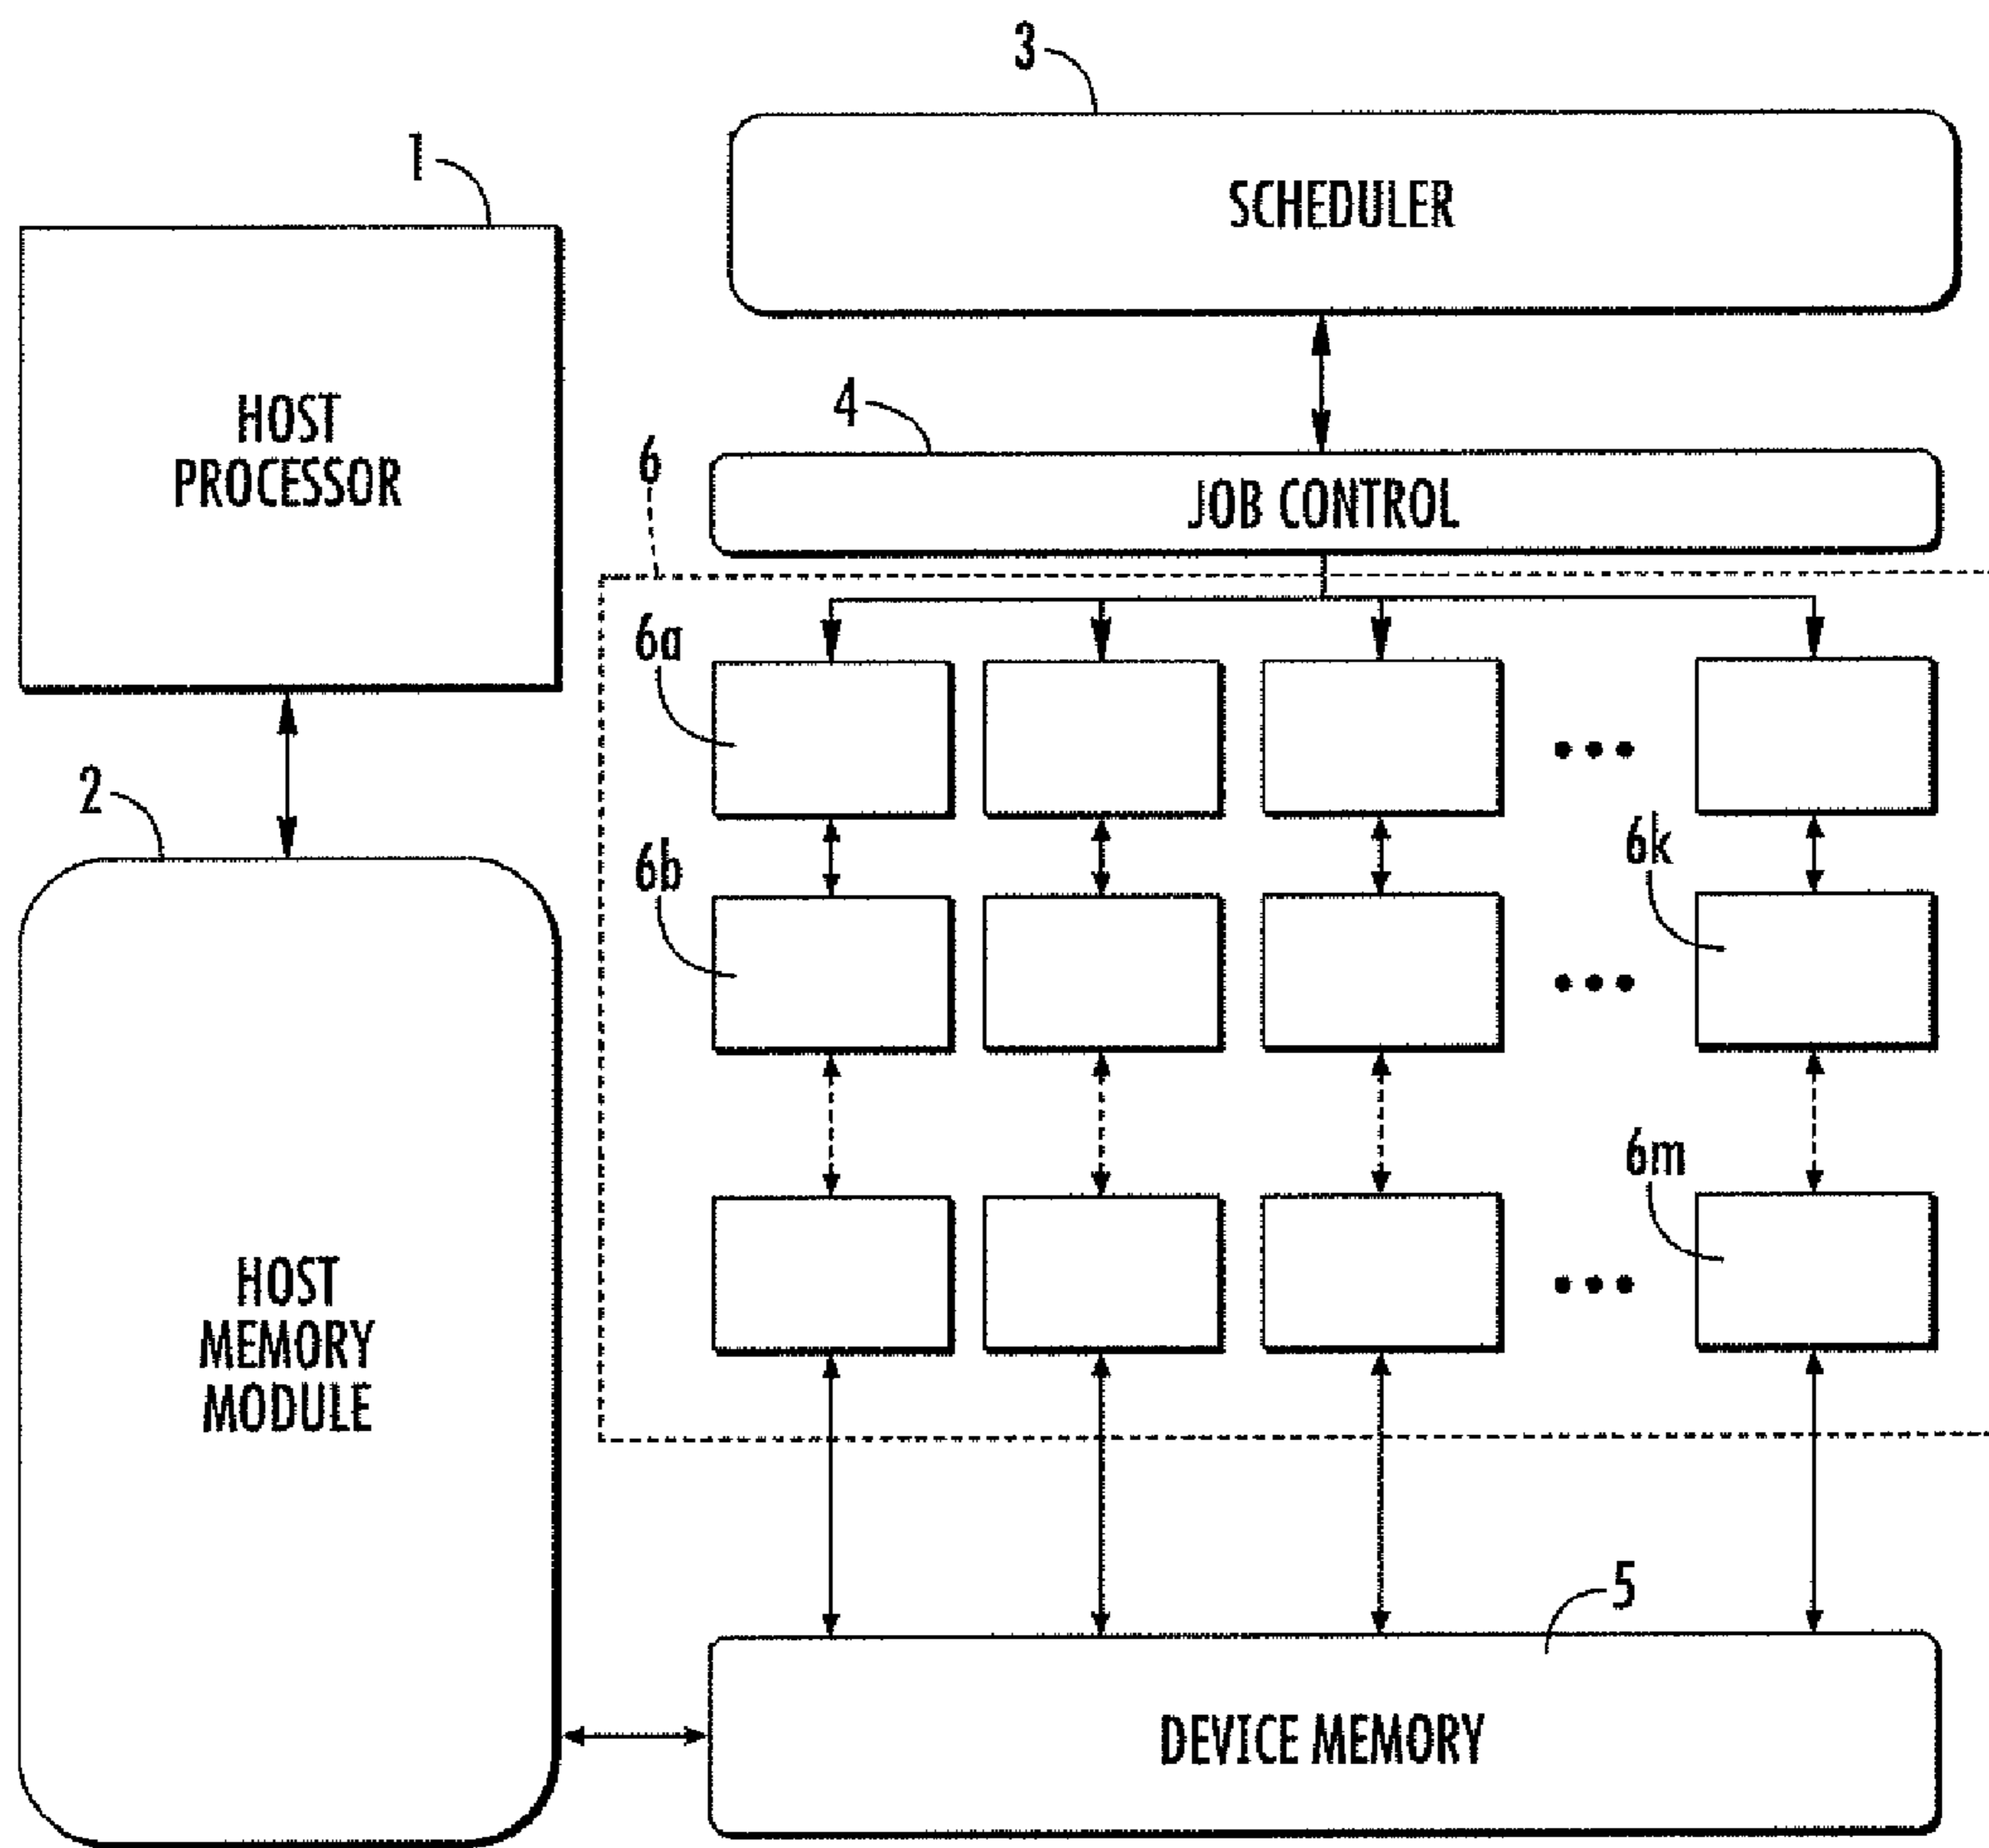 3
SCHEDULER
1
HOST
PROCESSOR
4
JOB CONTROL
6
6a
2
6b
6k
6m
HOST
MEMORY
MODULE
5
DEVICE MEMORY